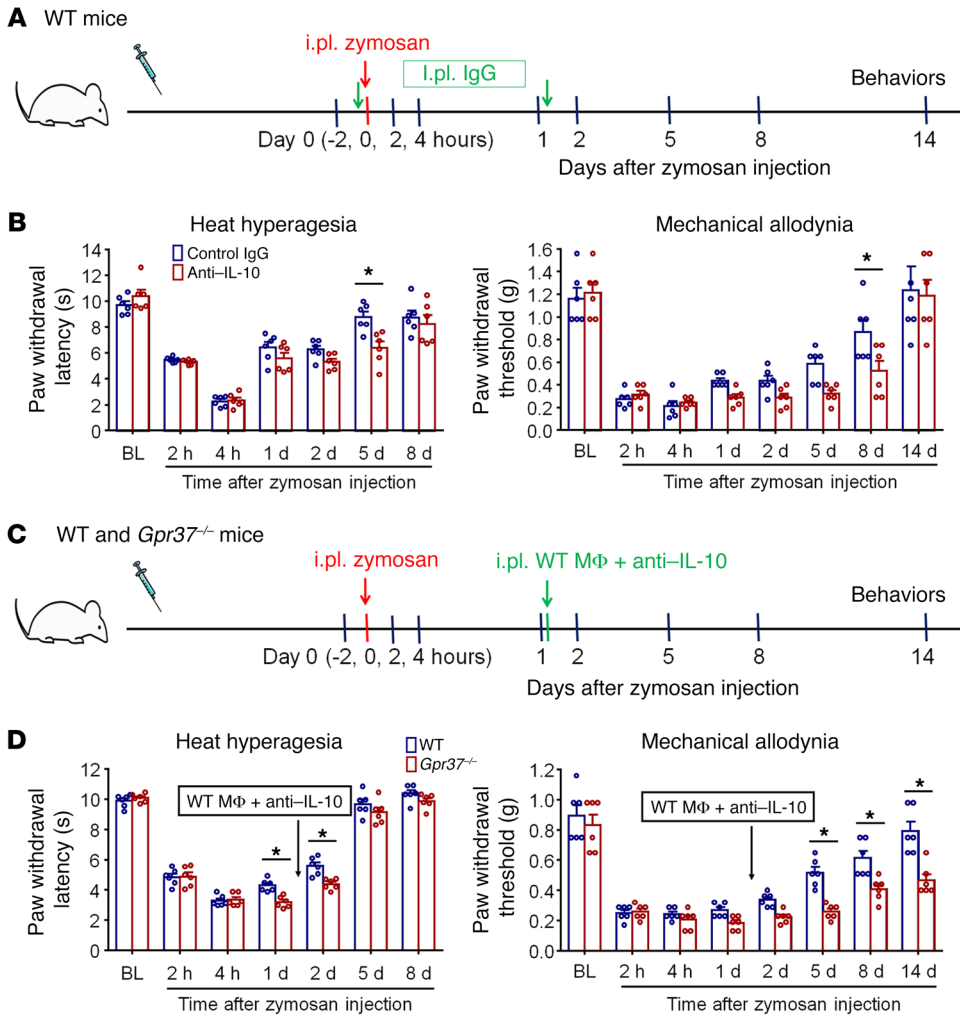 A WT mice
i.pl. zymosan
I.pl. IgG
Behaviors
Day 0 (-2, 0, 2, 4 hours) 1 2 5 8 14
Days after zymosan injection
B
Heat hyperagesia
Control IgG
Anti–IL-10
Paw withdrawal
latency (s)
14
12
10
8
6
4
2
0
*
BL 2 h 4 h 1 d 2 d 5 d 8 d
Time after zymosan injection
Mechanical allodynia
Paw withdrawal
threshold (g)
1.6
1.4
1.2
1.0
0.8
0.6
0.4
0.2
0.0
*
BL 2 h 4 h 1 d 2 d 5 d 8 d 14 d
Time after zymosan injection
C WT and Gpr37–/– mice
i.pl. zymosan
i.pl. WT MΦ + anti–IL-10
Behaviors
Day 0 (-2, 0, 2, 4 hours) 1 2 5 8 14
Days after zymosan injection
D
Heat hyperagesia
WT
Gpr37–/–
Paw withdrawal
latency (s)
12
10
8
6
4
2
0
WT MΦ + anti–IL-10
* *
BL 2 h 4 h 1 d 2 d 5 d 8 d
Time after zymosan injection
Mechanical allodynia
Paw withdrawal
threshold (g)
1.2
1.0
0.8
0.6
0.4
0.2
0.0
WT MΦ + anti–IL-10
* * *
BL 2 h 4 h 1 d 2 d 5 d 8 d 14 d
Time after zymosan injection